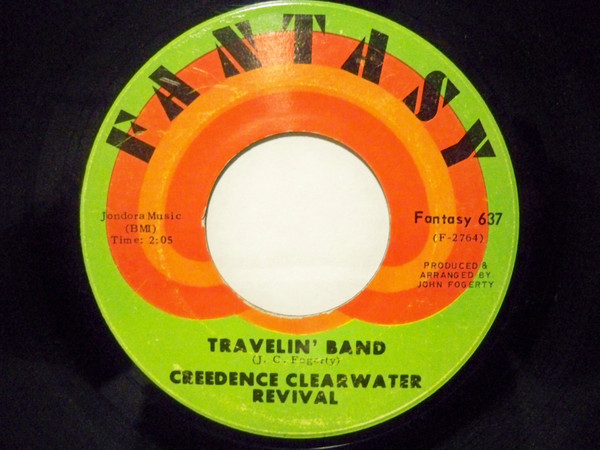 FANTASY
Jondora Music
(BMI)
Time: 2:05
Fantasy 637
(F-2764)
PRODUCED &
ARRANGED BY
JOHN FOGERTY
TRAVELIN' BAND
(J. C. Fogerty)
CREEDENCE CLEARWATER
REVIVAL